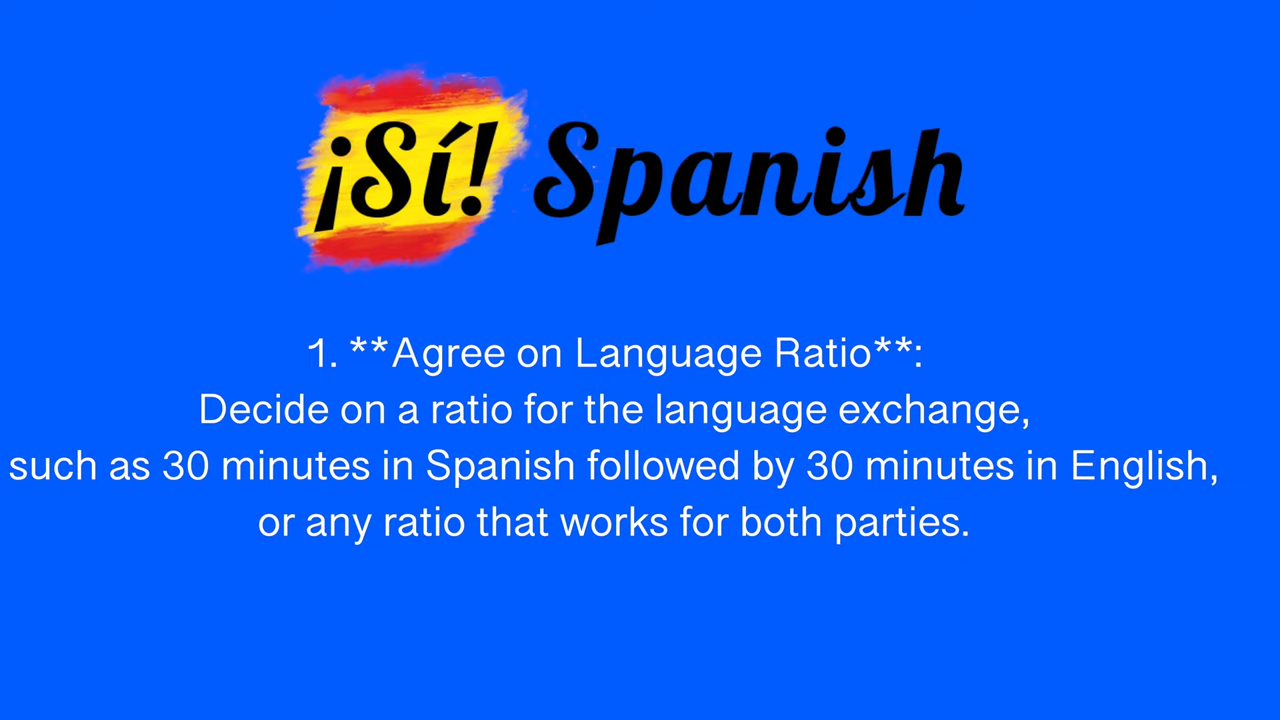 ¡Sí! Spanish
1. **Agree on Language Ratio**:
Decide on a ratio for the language exchange,
such as 30 minutes in Spanish followed by 30 minutes in English,
or any ratio that works for both parties.